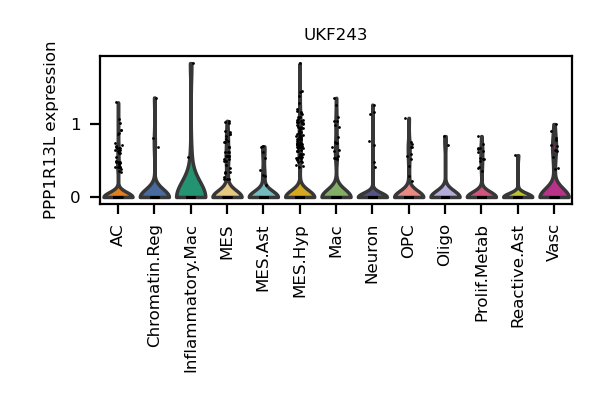 UKF243
PPP1R13L expression
1
0
AC
Chromatin.Reg
Inflammatory.Mac
MES
MES.Ast
MES.Hyp
Mac
Neuron
OPC
Oligo
Prolif.Metab
Reactive.Ast
Vasc